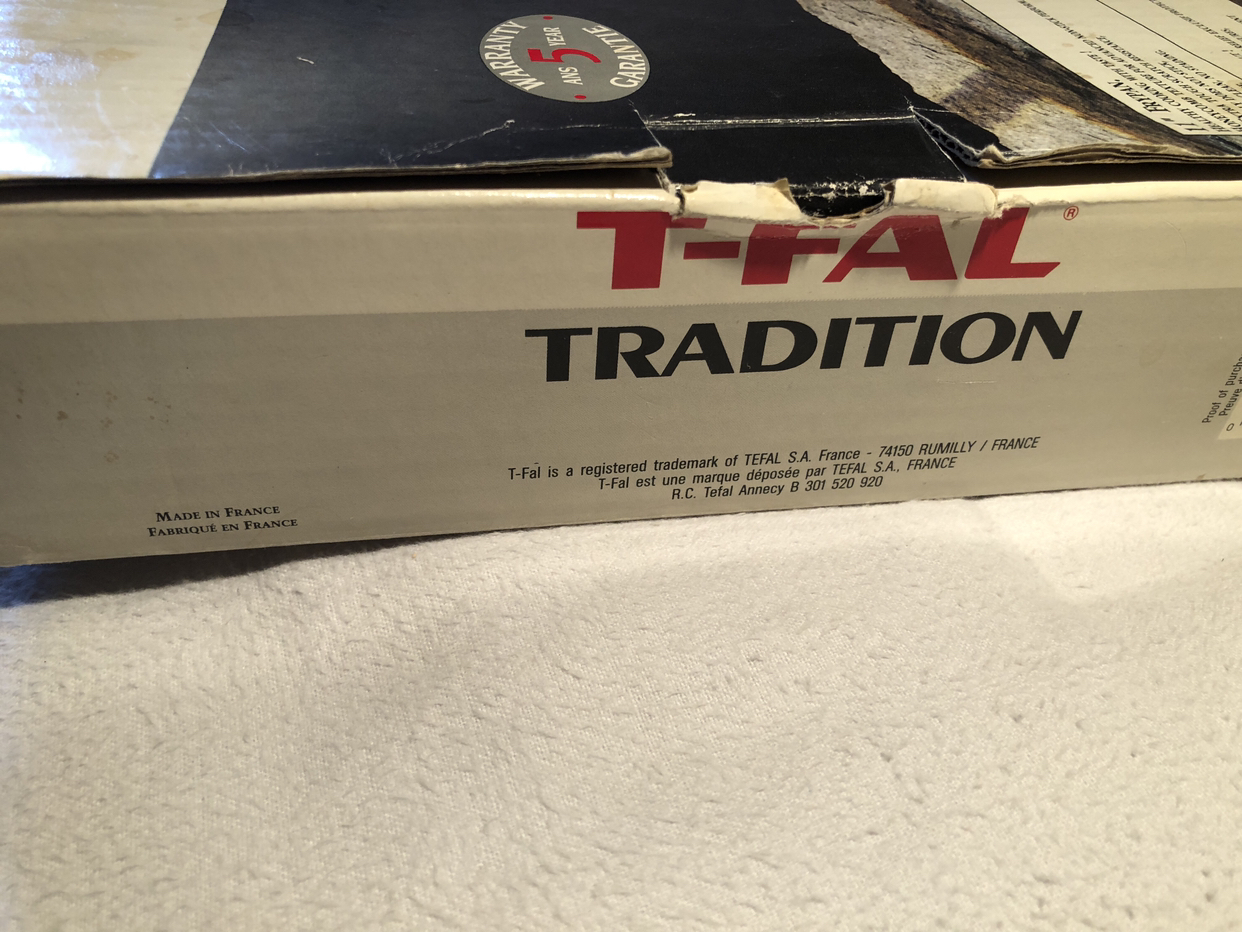 WARRANTY
5 YEAR
ANS
GARANTIE
T-FAL®
TRADITION
T-Fal is a registered trademark of TEFAL S.A. France - 74150 RUMILLY / FRANCE
T-Fal est une marque déposée par TEFAL S.A., FRANCE
R.C. Tefal Annecy B 301 520 920
MADE IN FRANCE
FABRIQUÉ EN FRANCE
Proof of
Preuve